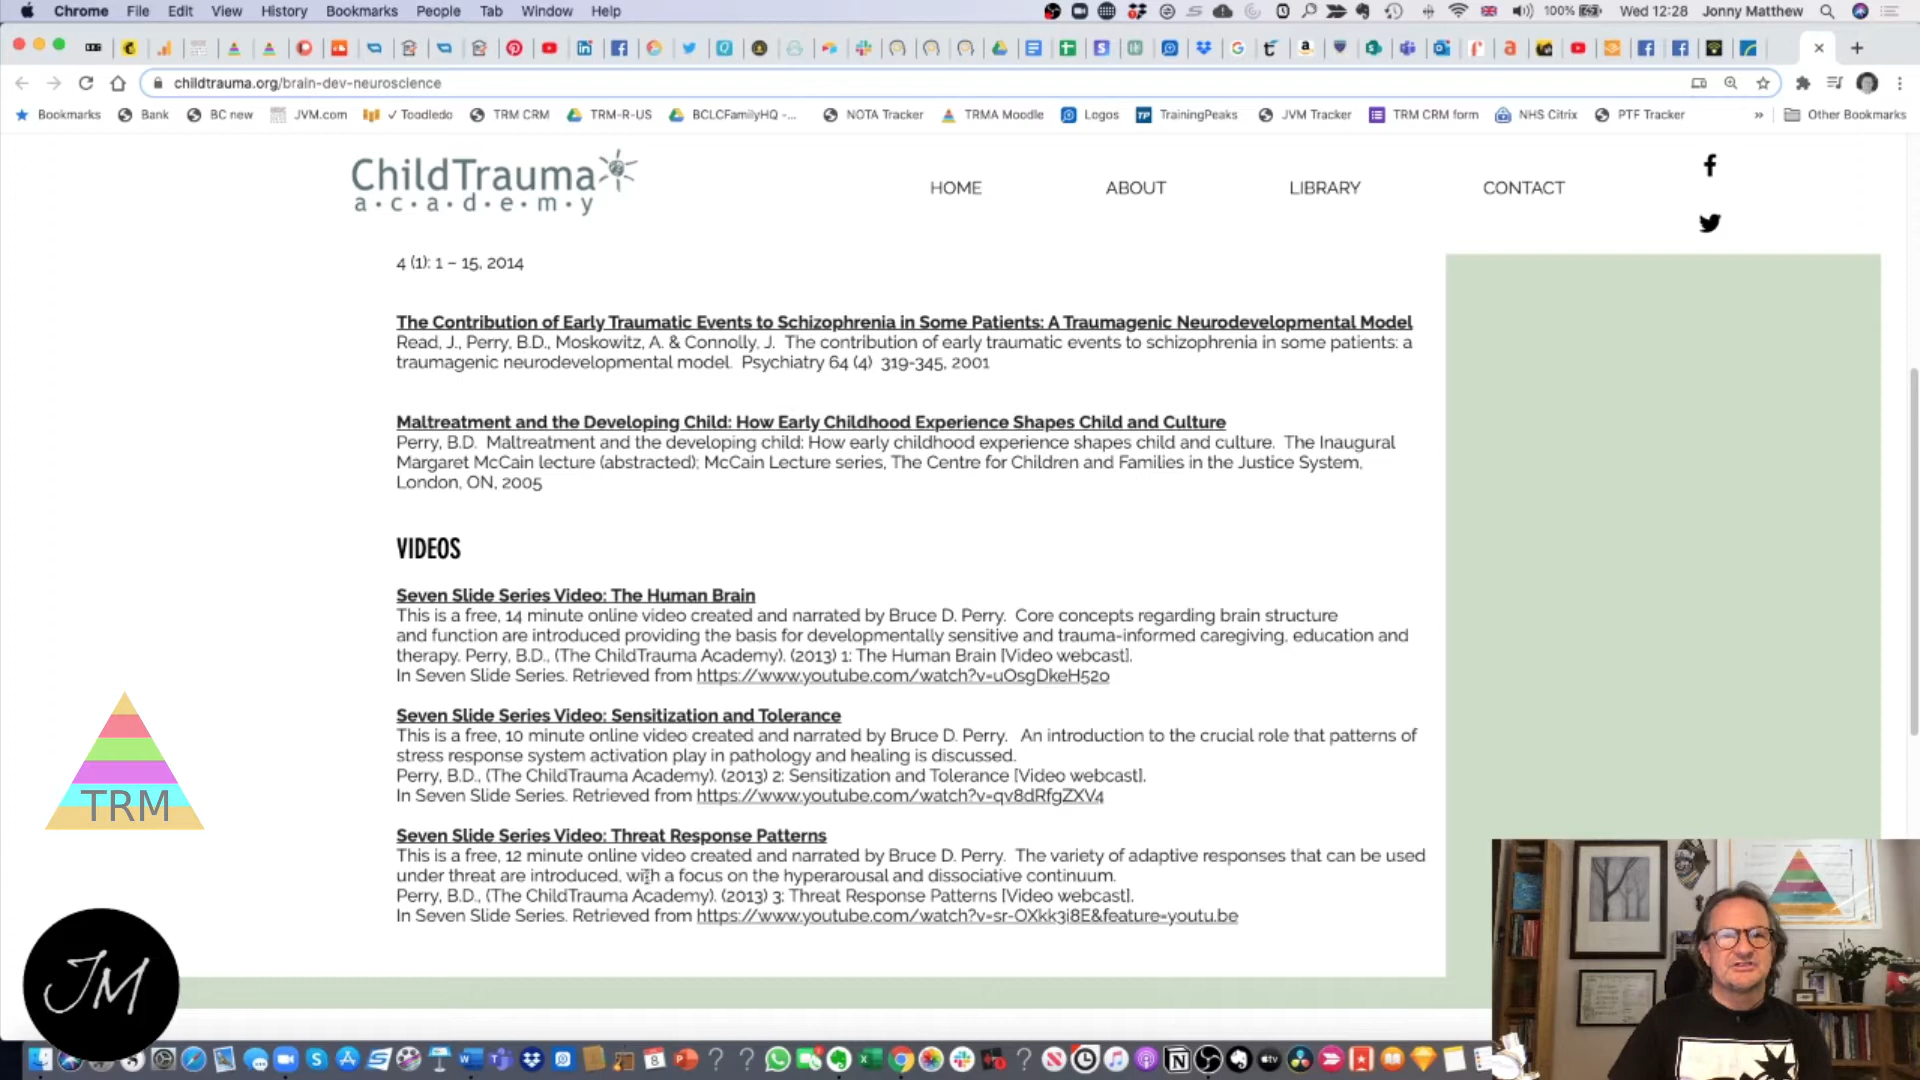 Chrome File Edit View History Bookmarks People Tab Window Help 100% Wed 12:28 Jonny Matthew
childtrauma.org/brain-dev-neuroscience
Bookmarks Bank BC new JVM.com ✓ Toodledo TRM CRM TRM-R-US BCLCFamilyHQ -... NOTA Tracker TRMA Moodle Logos TrainingPeaks JVM Tracker TRM CRM form NHS Citrix PTF Tracker » Other Bookmarks
ChildTrauma
a·c·a·d·e·m·y
HOME ABOUT LIBRARY CONTACT
4 (1): 1 – 15, 2014
The Contribution of Early Traumatic Events to Schizophrenia in Some Patients: A Traumagenic Neurodevelopmental Model
Read, J., Perry, B.D., Moskowitz, A. & Connolly, J. The contribution of early traumatic events to schizophrenia in some patients: a
traumagenic neurodevelopmental model. Psychiatry 64 (4) 319-345, 2001
Maltreatment and the Developing Child: How Early Childhood Experience Shapes Child and Culture
Perry, B.D. Maltreatment and the developing child: How early childhood experience shapes child and culture. The Inaugural
Margaret McCain lecture (abstracted); McCain Lecture series, The Centre for Children and Families in the Justice System,
London, ON, 2005
VIDEOS
Seven Slide Series Video: The Human Brain
This is a free, 14 minute online video created and narrated by Bruce D. Perry. Core concepts regarding brain structure
and function are introduced providing the basis for developmentally sensitive and trauma-informed caregiving, education and
therapy. Perry, B.D., (The ChildTrauma Academy). (2013) 1: The Human Brain [Video webcast].
In Seven Slide Series. Retrieved from https://www.youtube.com/watch?v=uOsgDkeH52o
Seven Slide Series Video: Sensitization and Tolerance
This is a free, 10 minute online video created and narrated by Bruce D. Perry. An introduction to the crucial role that patterns of
stress response system activation play in pathology and healing is discussed.
Perry, B.D., (The ChildTrauma Academy). (2013) 2: Sensitization and Tolerance [Video webcast].
In Seven Slide Series. Retrieved from https://www.youtube.com/watch?v=qv8dRfgZXV4
Seven Slide Series Video: Threat Response Patterns
This is a free, 12 minute online video created and narrated by Bruce D. Perry. The variety of adaptive responses that can be used
under threat are introduced, with a focus on the hyperarousal and dissociative continuum.
Perry, B.D., (The ChildTrauma Academy). (2013) 3: Threat Response Patterns [Video webcast].
In Seven Slide Series. Retrieved from https://www.youtube.com/watch?v=sr-OXkk3i8E&feature=youtu.be
TRM
JM